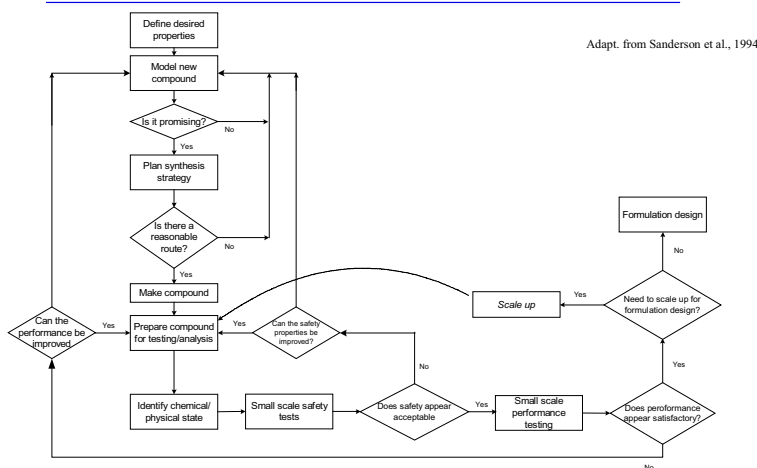 Define desired
properties
Adapt. from Sanderson et al., 1994
Model new
compound
Is it promising?
No
Yes
Plan synthesis
strategy
Is there a
reasonable
route?
No
Yes
Make compound
Formulation design
No
Scale up
Yes
Need to scale up for
formulation design?
Can the
performance be
improved
Yes
Prepare compound
for testing/analysis
Yes
Can the safety
properties be
improved?
No
Yes
Identify chemical/
physical state
Small scale safety
tests
Does safety appear
acceptable
Yes
Small scale
performance
testing
Does peroformance
appear satisfactory?
No